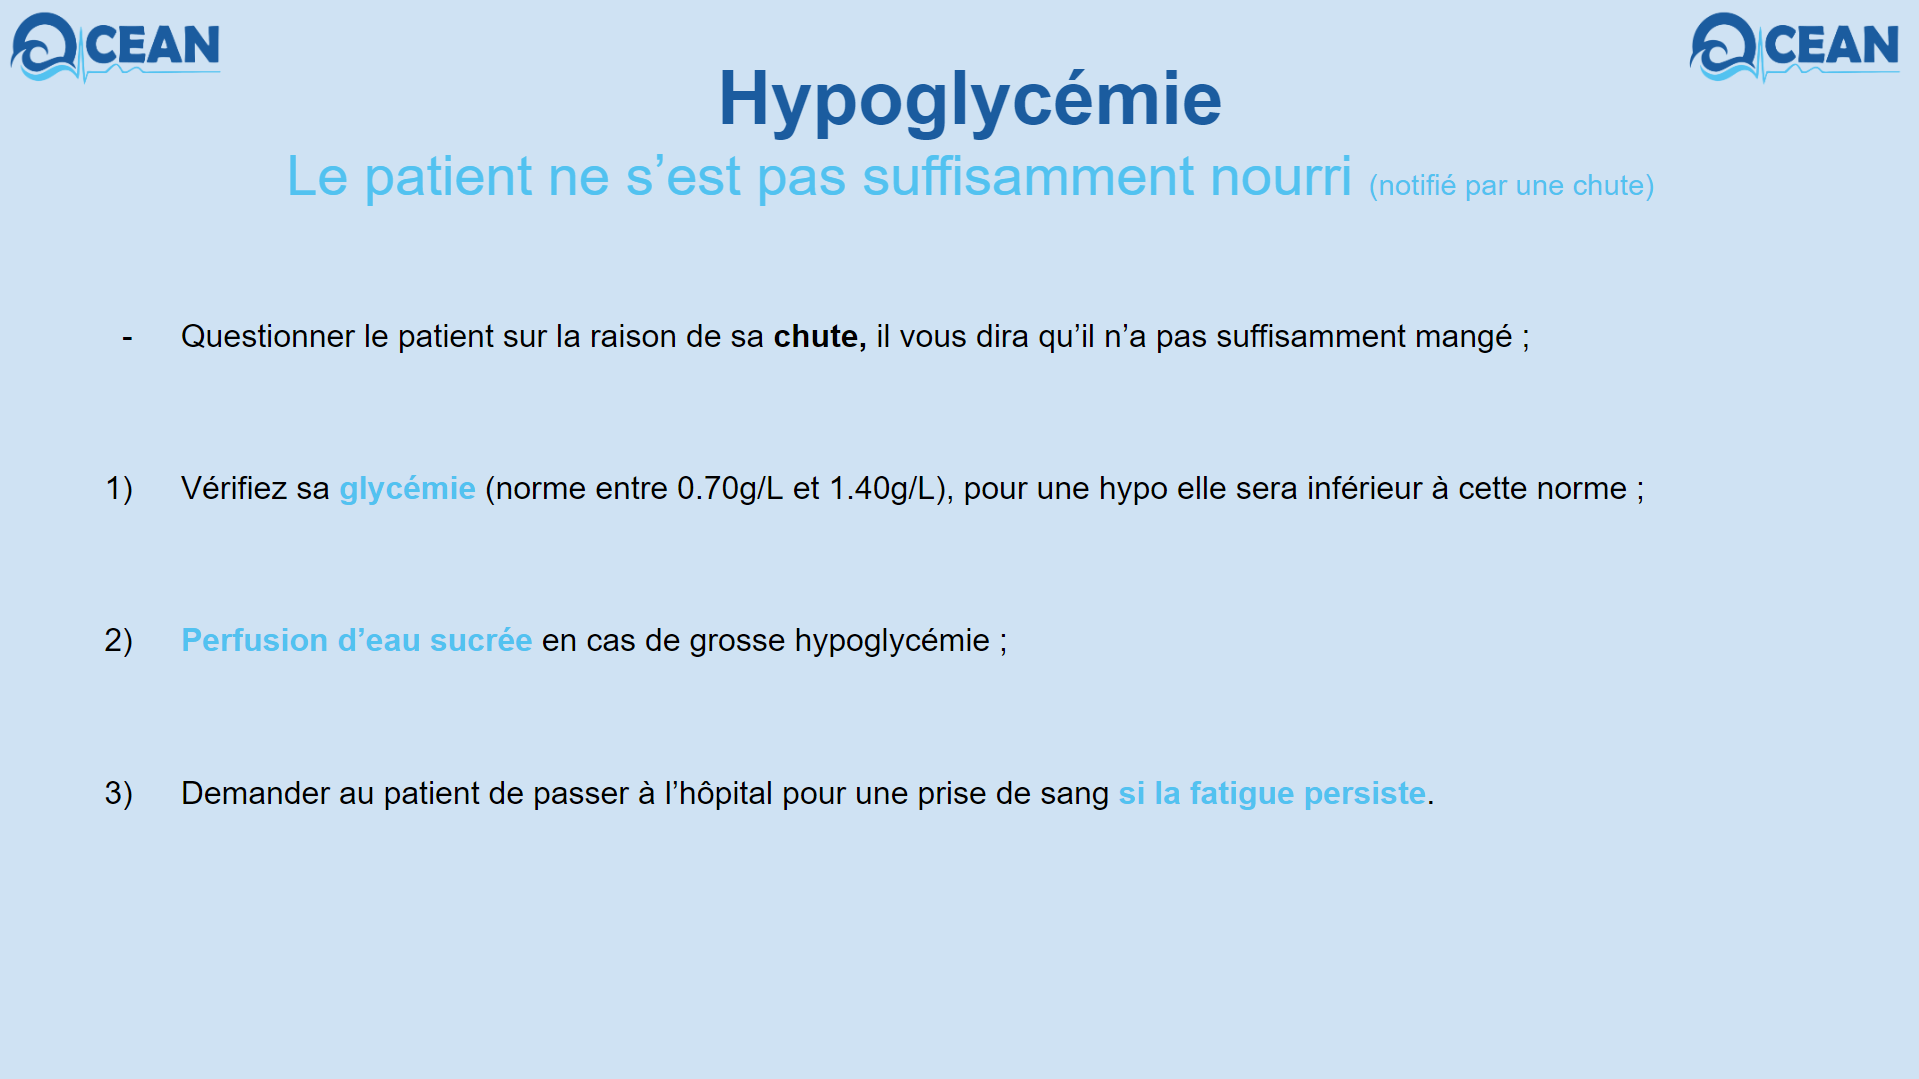 OCEAN
OCEAN
Hypoglycémie
Le patient ne s’est pas suffisamment nourri (notifié par une chute)
- Questionner le patient sur la raison de sa chute, il vous dira qu’il n’a pas suffisamment mangé ;
1) Vérifiez sa glycémie (norme entre 0.70g/L et 1.40g/L), pour une hypo elle sera inférieur à cette norme ;
2) Perfusion d’eau sucrée en cas de grosse hypoglycémie ;
3) Demander au patient de passer à l’hôpital pour une prise de sang si la fatigue persiste.